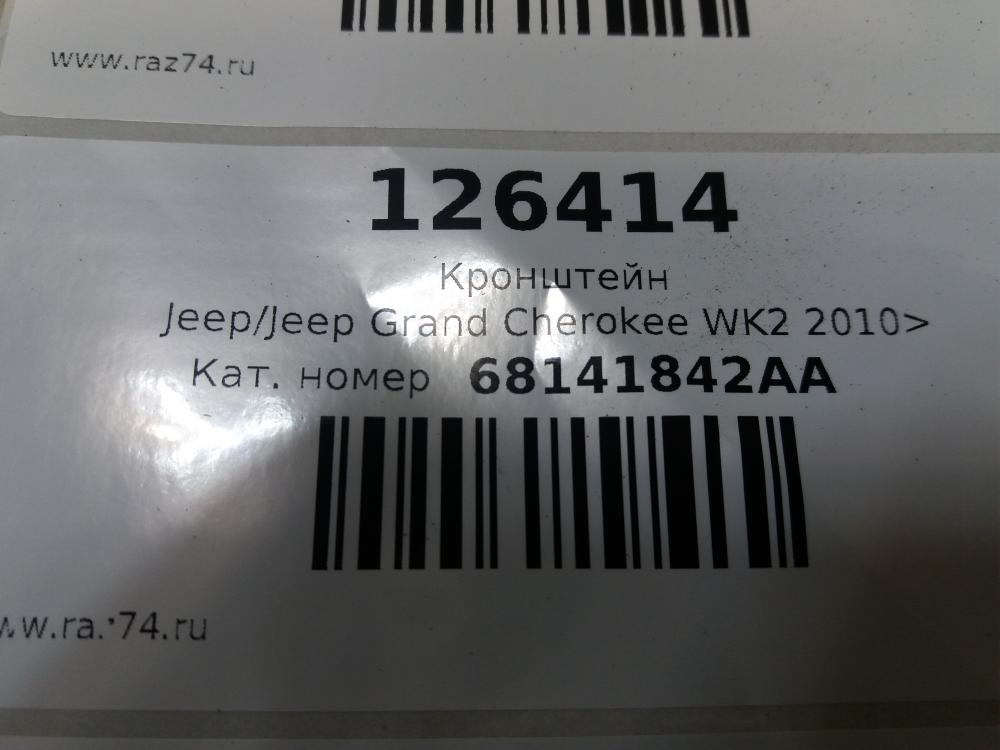 www.raz74.ru
126414
Кронштейн
Jeep/Jeep Grand Cherokee WK2 2010>
Кат. номер 68141842AA